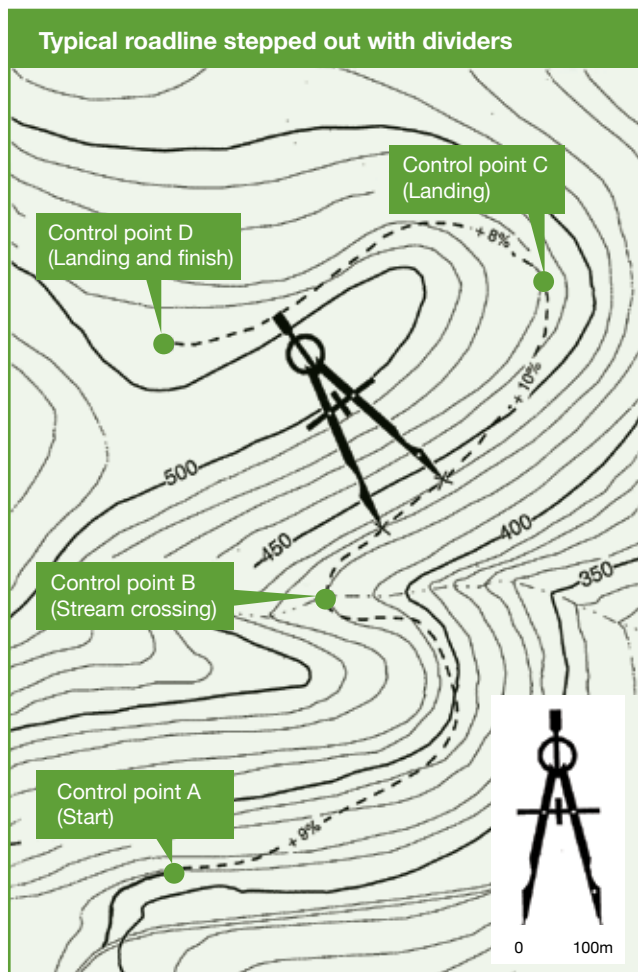 Typical roadline stepped out with dividers
Control point C
(Landing)
Control point D
(Landing and finish)
+8%
+10%
500
450
400
350
Control point B
(Stream crossing)
Control point A
(Start)
+9%
0 100m